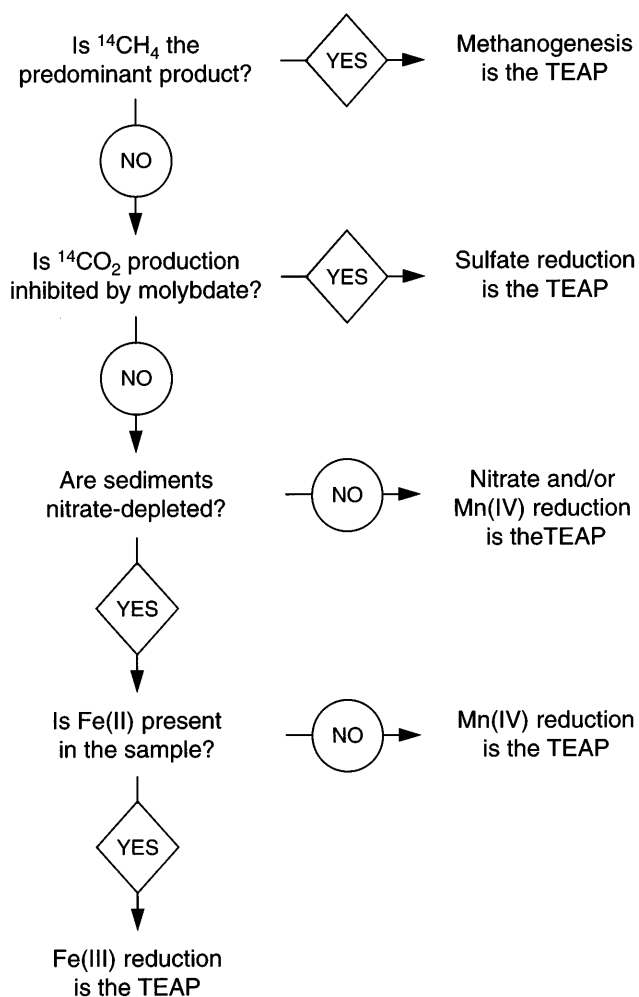 Is ¹⁴CH₄ the
predominant product?
YES
Methanogenesis
is the TEAP
NO
Is ¹⁴CO₂ production
inhibited by molybdate?
YES
Sulfate reduction
is the TEAP
NO
Are sediments
nitrate-depleted?
NO
Nitrate and/or
Mn(IV) reduction
is theTEAP
YES
Is Fe(II) present
in the sample?
NO
Mn(IV) reduction
is the TEAP
YES
Fe(III) reduction
is the TEAP